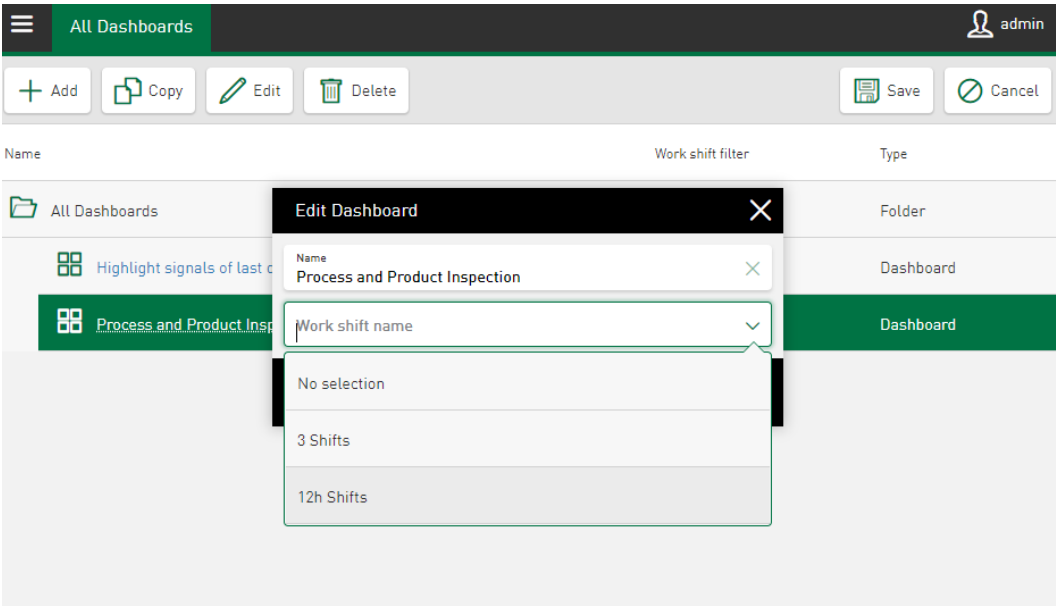 All Dashboards
admin
Add
Copy
Edit
Delete
Save
Cancel
Name
Work shift filter
Type
All Dashboards
Edit Dashboard
Folder
Highlight signals of last
Name
Process and Product Inspection
Dashboard
Process and Product
Work shift name
Dashboard
No selection
3 Shifts
12h Shifts